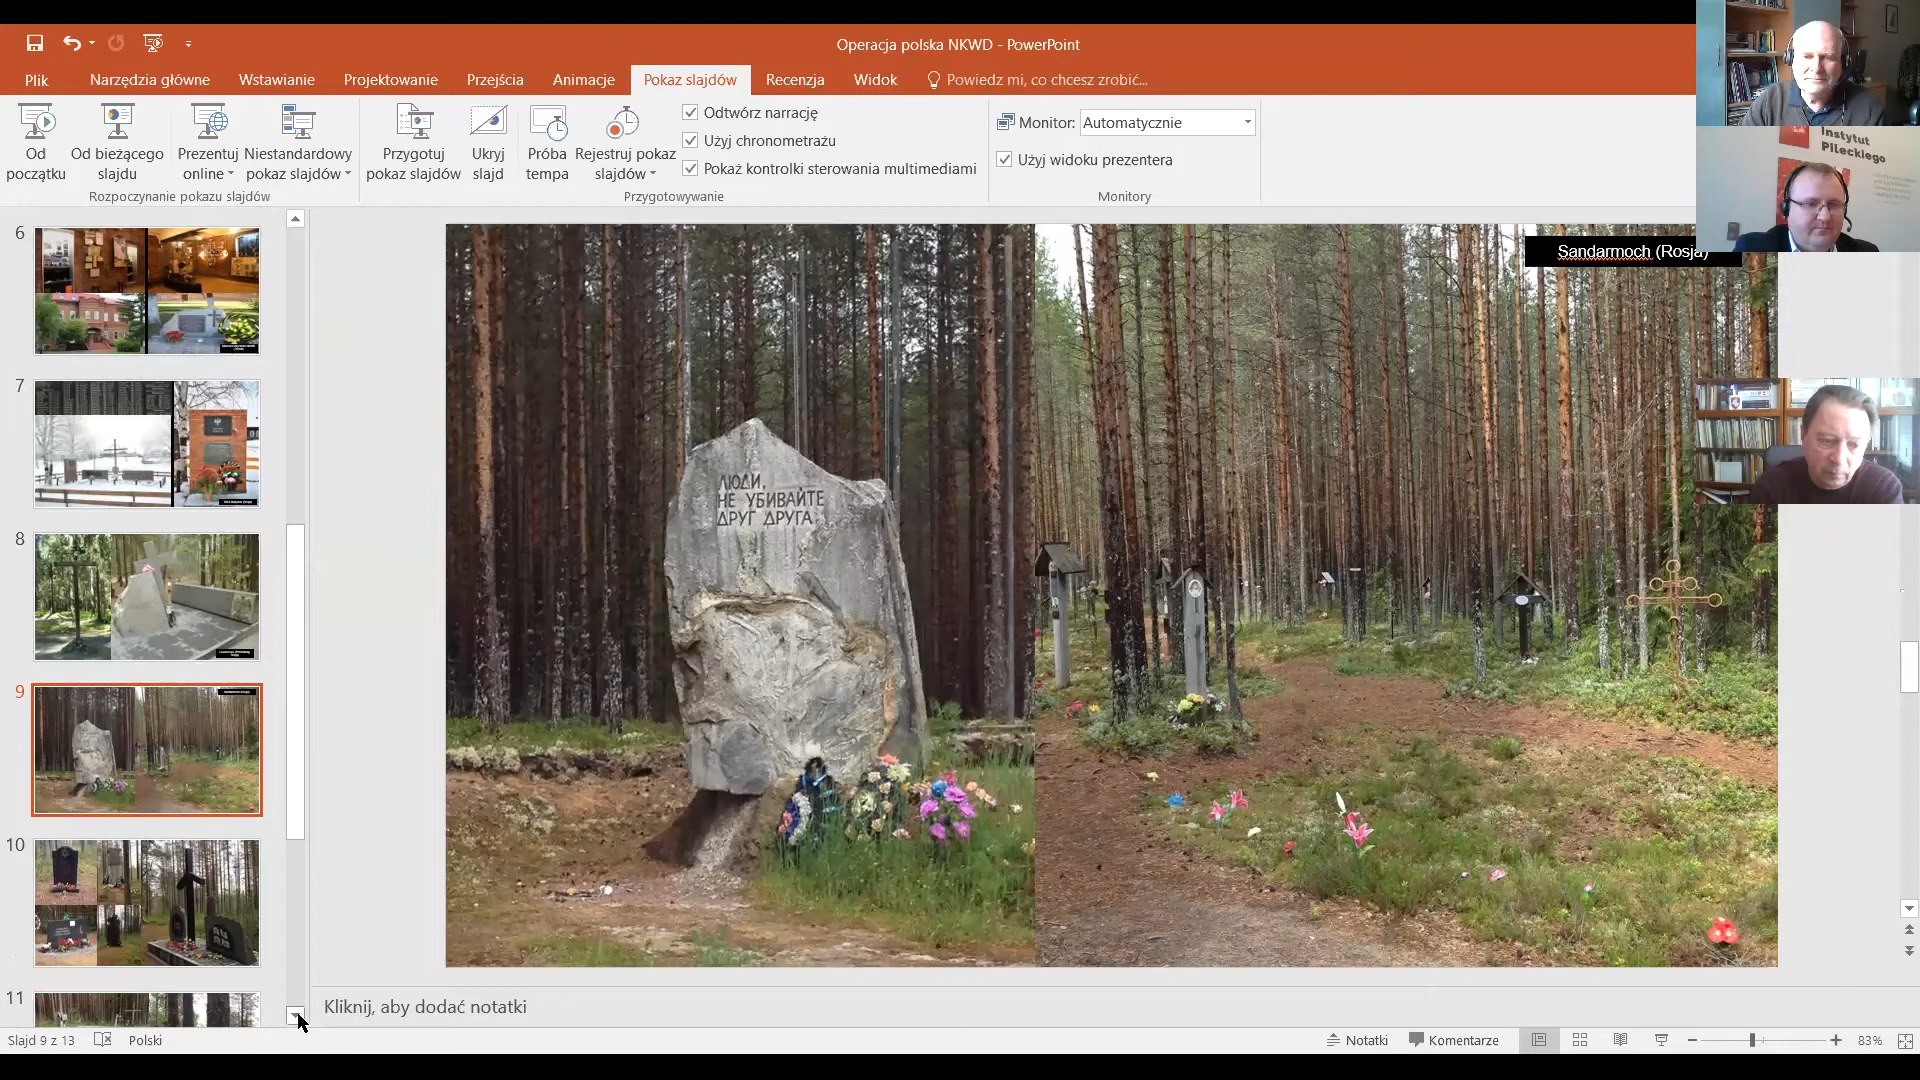 Operacja polska NKWD - PowerPoint
Plik
Narzędzia główne
Wstawianie
Projektowanie
Przejścia
Animacje
Pokaz slajdów
Recenzja
Widok
Powiedz mi, co chcesz zrobić...
Od
początku
Od bieżącego
slajdu
Prezentuj
online
Niestandardowy
pokaz slajdów
Rozpoczynanie pokazu slajdów
Przygotuj
pokaz slajdów
Ukryj
slajd
Próba
tempa
Rejestruj pokaz
slajdów
Odtwórz narrację
Użyj chronometrażu
Pokaż kontrolki sterowania multimediami
Przygotowywanie
Monitor: Automatycznie
Użyj widoku prezentera
Monitory
Instytut
Pileckiego
6
7
8
9
10
11
Sandarmoch (Rosja)
ЛЮДИ,
НЕ УБИВАЙТЕ
ДРУГ ДРУГА.
Kliknij, aby dodać notatki
Slajd 9 z 13
Polski
Notatki
Komentarze
83%